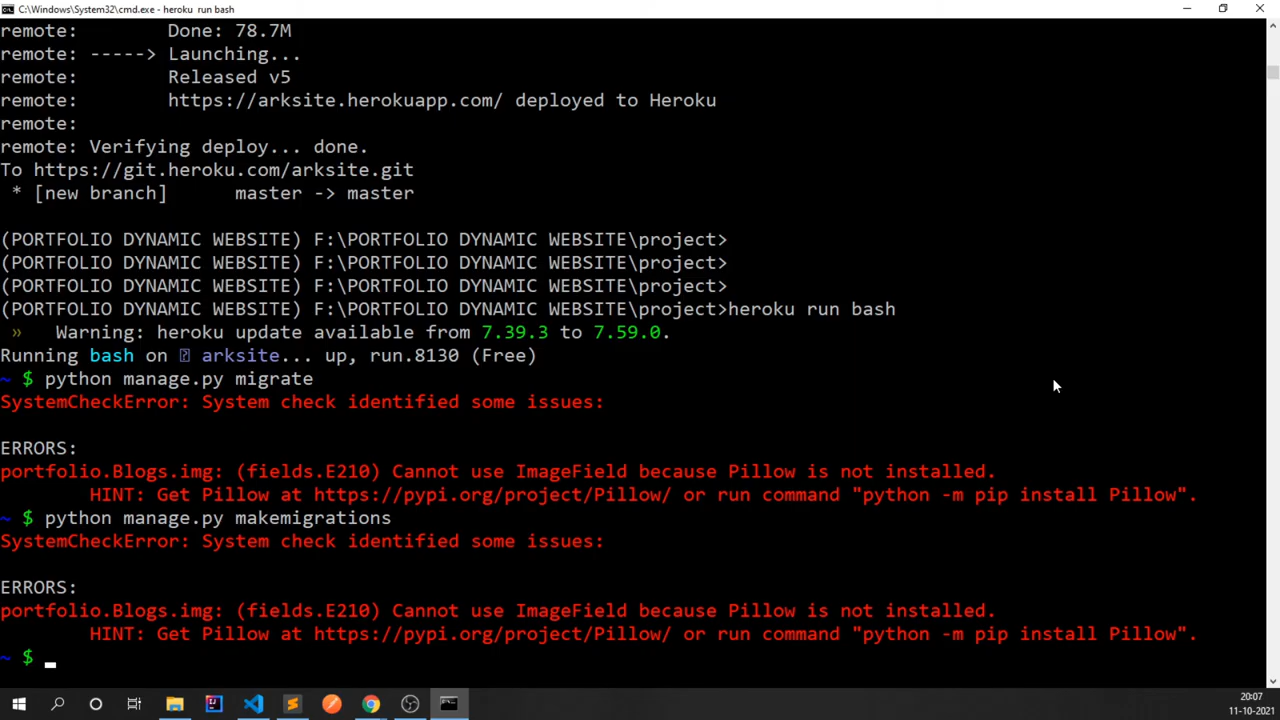 C:\Windows\System32\cmd.exe - heroku  run bash
remote:        Done: 78.7M
remote: -----> Launching...
remote:        Released v5
remote:        https://arksite.herokuapp.com/ deployed to Heroku
remote:
remote: Verifying deploy... done.
To https://git.heroku.com/arksite.git
 * [new branch]      master -> master
(PORTFOLIO DYNAMIC WEBSITE) F:\PORTFOLIO DYNAMIC WEBSITE\project>
(PORTFOLIO DYNAMIC WEBSITE) F:\PORTFOLIO DYNAMIC WEBSITE\project>
(PORTFOLIO DYNAMIC WEBSITE) F:\PORTFOLIO DYNAMIC WEBSITE\project>
(PORTFOLIO DYNAMIC WEBSITE) F:\PORTFOLIO DYNAMIC WEBSITE\project>heroku run bash
 »   Warning: heroku update available from 7.39.3 to 7.59.0.
Running bash on ⍰ arksite... up, run.8130 (Free)
~ $ python manage.py migrate
SystemCheckError: System check identified some issues:
ERRORS:
portfolio.Blogs.img: (fields.E210) Cannot use ImageField because Pillow is not installed.
        HINT: Get Pillow at https://pypi.org/project/Pillow/ or run command "python -m pip install Pillow".
~ $ python manage.py makemigrations
SystemCheckError: System check identified some issues:
ERRORS:
portfolio.Blogs.img: (fields.E210) Cannot use ImageField because Pillow is not installed.
        HINT: Get Pillow at https://pypi.org/project/Pillow/ or run command "python -m pip install Pillow".
~ $
20:07
11-10-2021